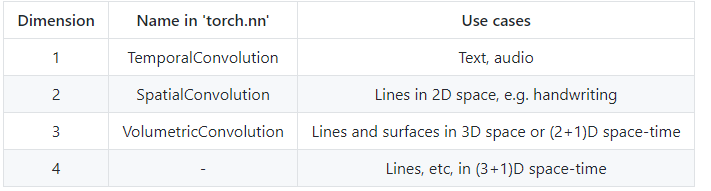 Dimension Name in 'torch.nn' Use cases
1 TemporalConvolution Text, audio
2 SpatialConvolution Lines in 2D space, e.g. handwriting
3 VolumetricConvolution Lines and surfaces in 3D space or (2+1)D space-time
4 - Lines, etc, in (3+1)D space-time